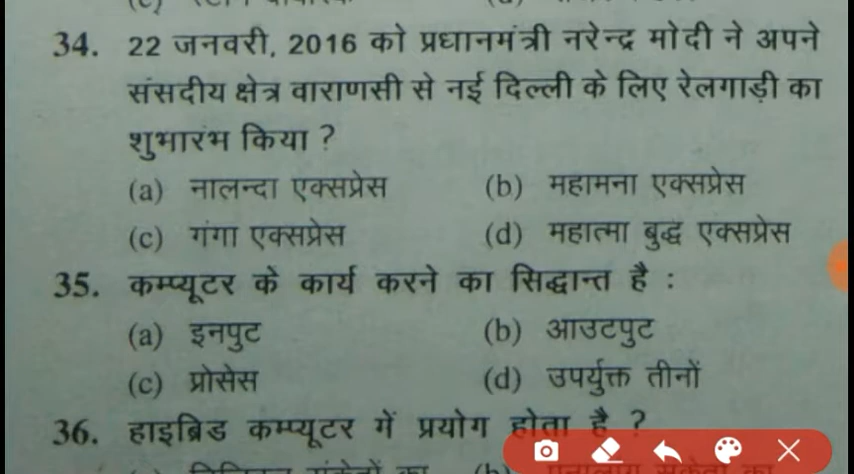 34. 22 जनवरी, 2016 को प्रधानमंत्री नरेन्द्र मोदी ने अपने
संसदीय क्षेत्र वाराणसी से नई दिल्ली के लिए रेलगाड़ी का
शुभारंभ किया ?
(a) नालन्दा एक्सप्रेस (b) महामना एक्सप्रेस
(c) गंगा एक्सप्रेस (d) महात्मा बुद्ध एक्सप्रेस
35. कम्प्यूटर के कार्य करने का सिद्धान्त है :
(a) इनपुट (b) आउटपुट
(c) प्रोसेस (d) उपर्युक्त तीनों
36. हाइब्रिड कम्प्यूटर में प्रयोग होता है ?